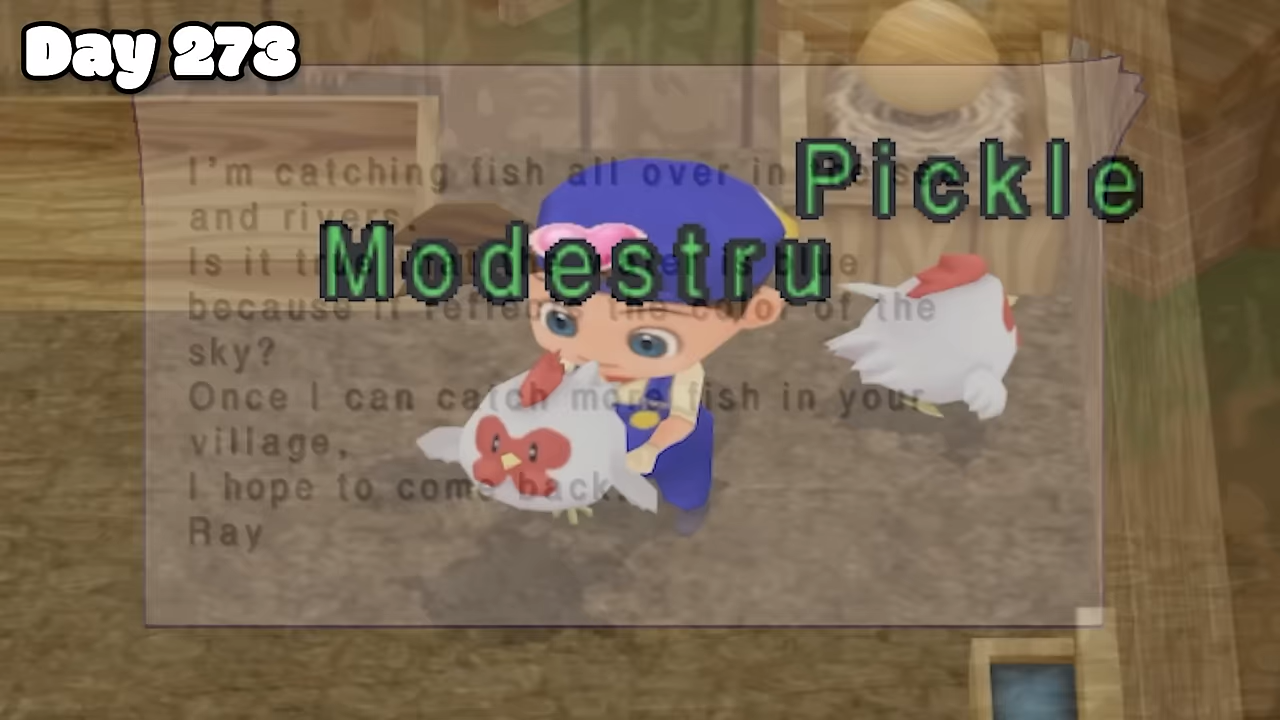 Day 273
Pickle
Modestru
I'm catching fish all over in
and rivers.
Is it
because it reflects the color of the
sky?
Once I can catch more fish in your
village,
I hope to come back.
Ray